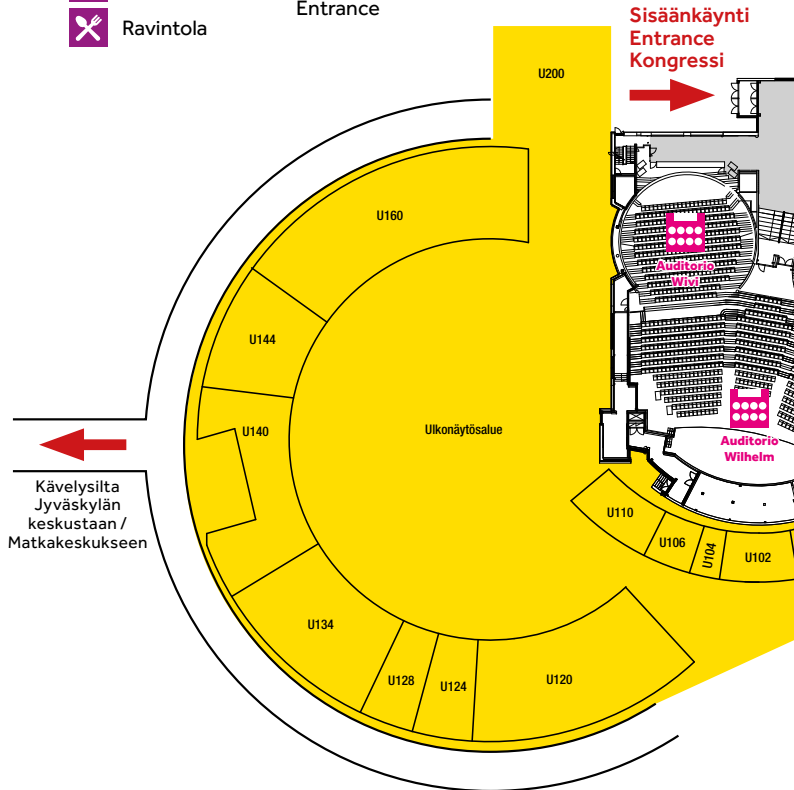 Ravintola
Entrance
Sisäänkäynti
Entrance
Kongressi
U200
U160
Auditorio
Wivi
U144
U140
Ulkonäytösalue
Auditorio
Wilhelm
Kävelysilta
Jyväskylän
keskustaan /
Matkakeskukseen
U110
U106
U104
U102
U134
U128
U124
U120